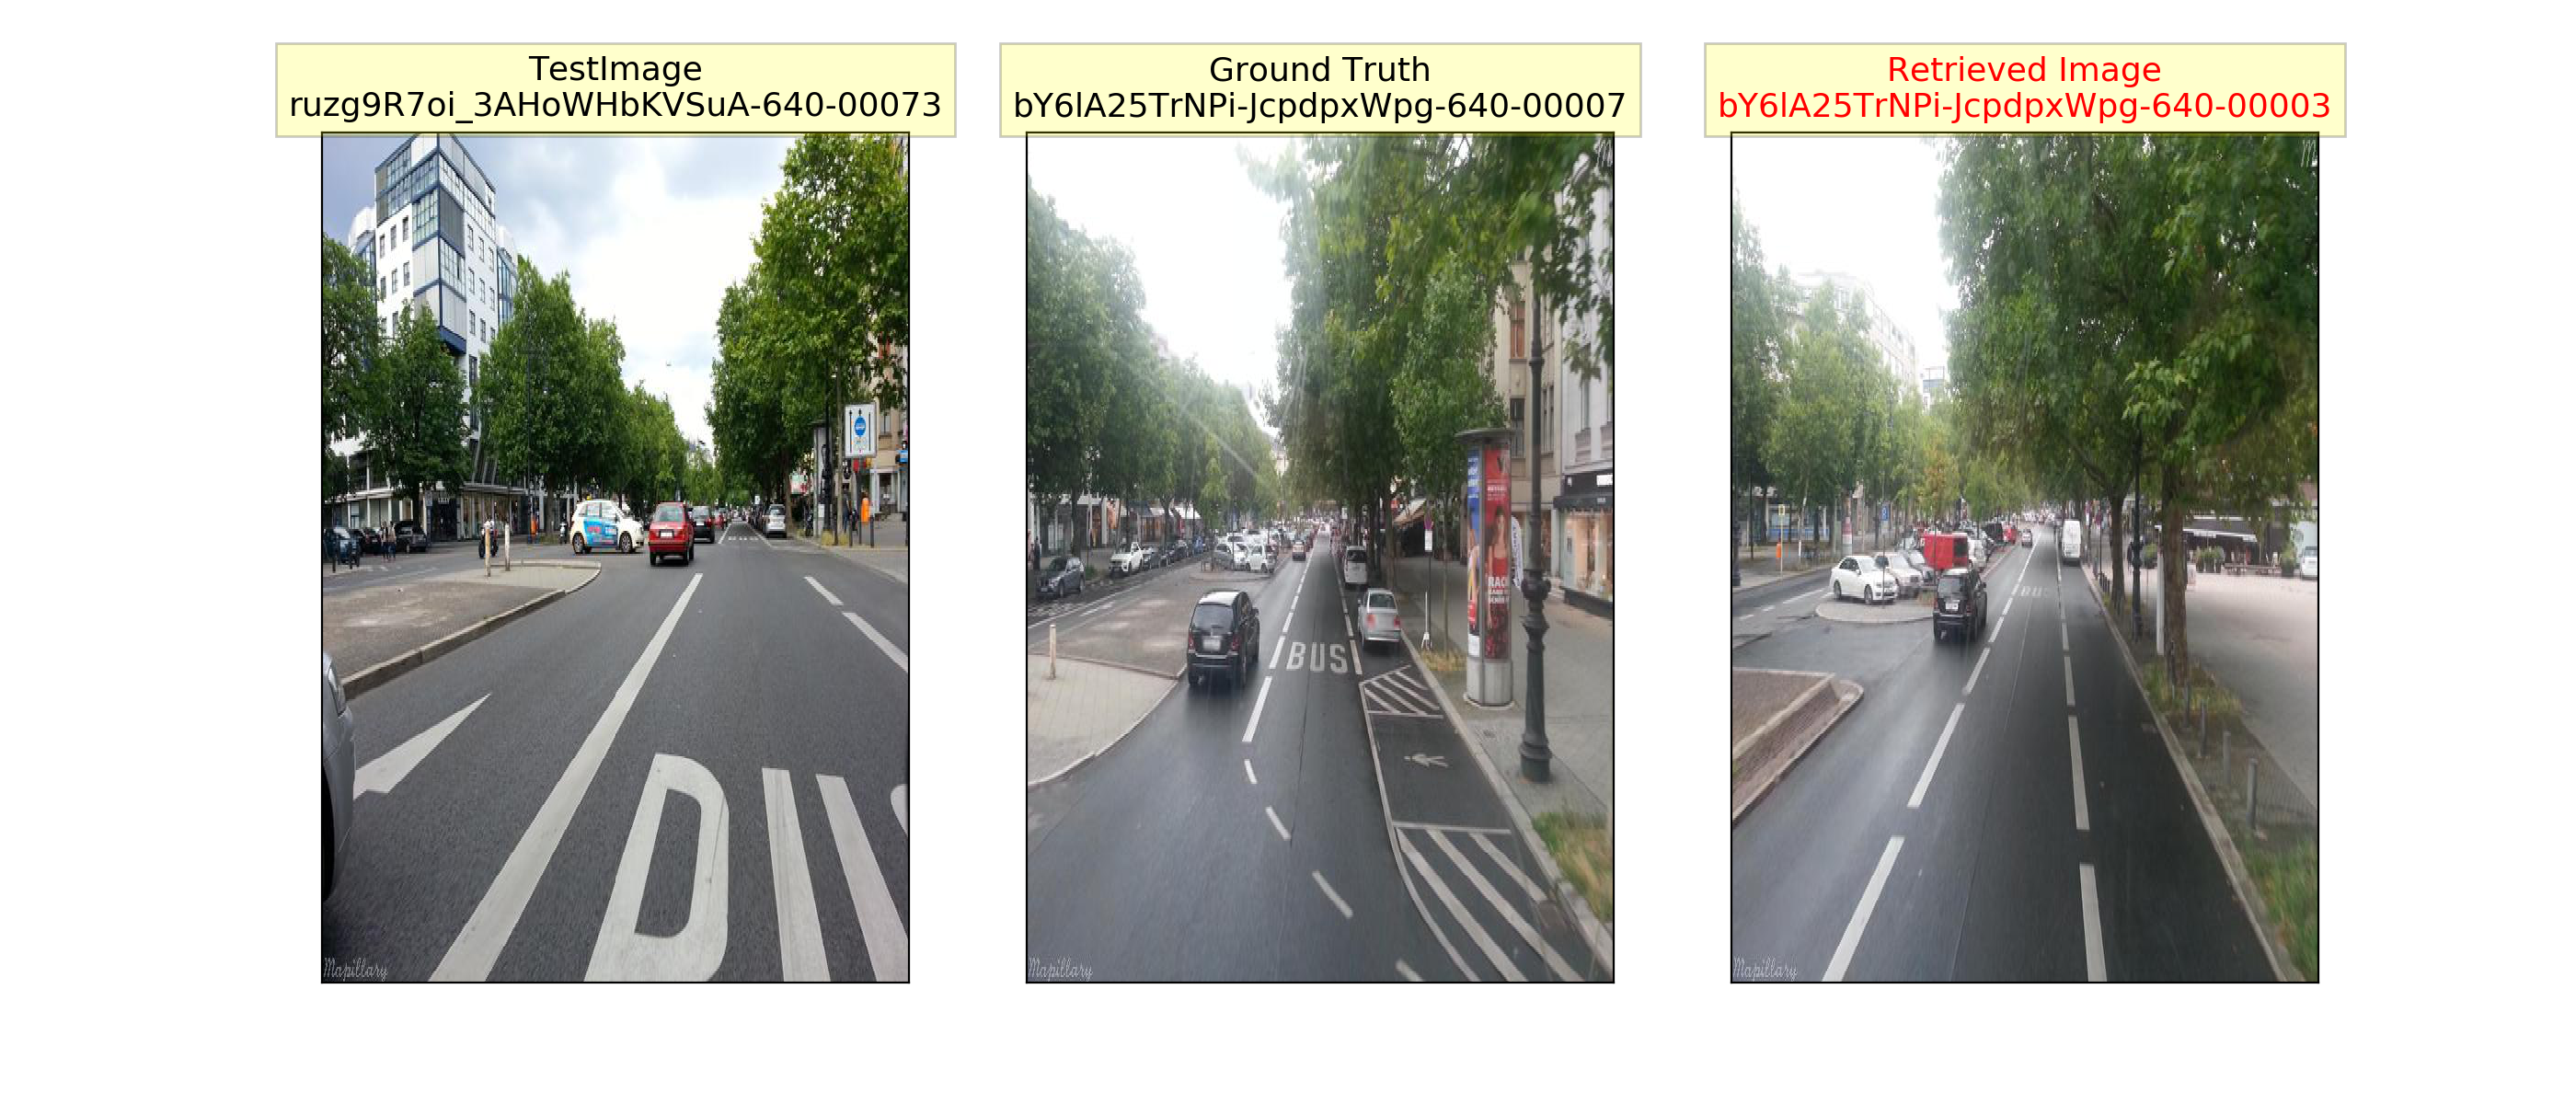 TestImage
ruzg9R7oi_3AHoWHbKVSuA-640-00073
Ground Truth
bY6lA25TrNPi-JcpdpxWpg-640-00007
Retrieved Image
bY6lA25TrNPi-JcpdpxWpg-640-00003
BUS
BUS
Mapillary
Mapillary
Mapillary